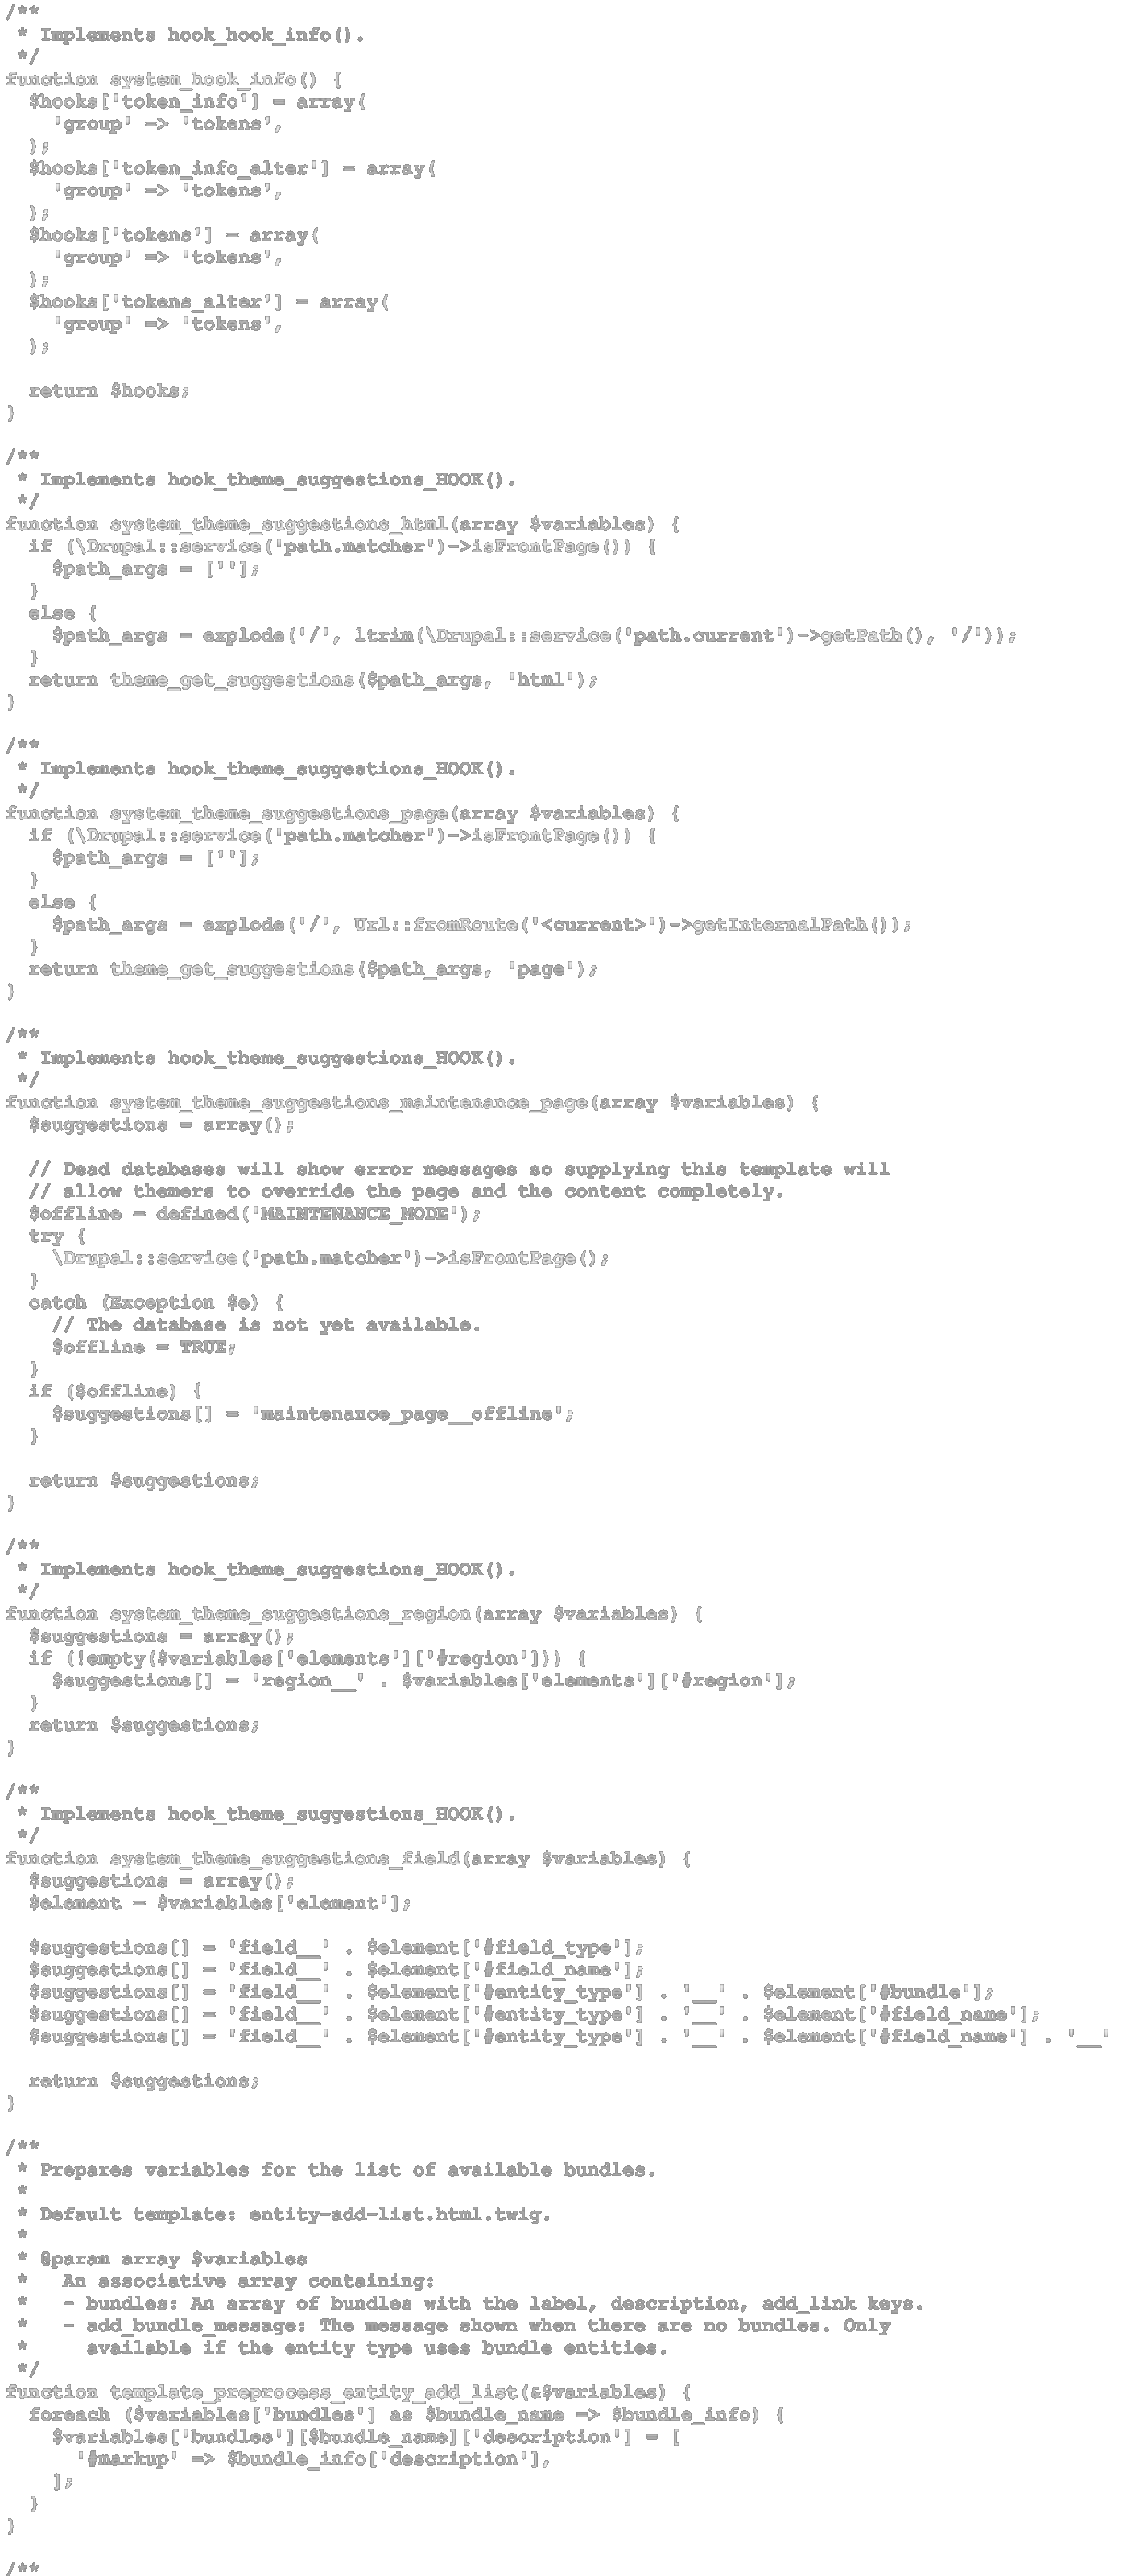 /**
 * Implements hook_hook_info().
 */
function system_hook_info() {
  $hooks['token_info'] = array(
    'group' => 'tokens',
  );
  $hooks['token_info_alter'] = array(
    'group' => 'tokens',
  );
  $hooks['tokens'] = array(
    'group' => 'tokens',
  );
  $hooks['tokens_alter'] = array(
    'group' => 'tokens',
  );

  return $hooks;
}

/**
 * Implements hook_theme_suggestions_HOOK().
 */
function system_theme_suggestions_html(array $variables) {
  if (\Drupal::service('path.matcher')->isFrontPage()) {
    $path_args = [''];
  }
  else {
    $path_args = explode('/', ltrim(\Drupal::service('path.current')->getPath(), '/'));
  }
  return theme_get_suggestions($path_args, 'html');
}

/**
 * Implements hook_theme_suggestions_HOOK().
 */
function system_theme_suggestions_page(array $variables) {
  if (\Drupal::service('path.matcher')->isFrontPage()) {
    $path_args = [''];
  }
  else {
    $path_args = explode('/', Url::fromRoute('<current>')->getInternalPath());
  }
  return theme_get_suggestions($path_args, 'page');
}

/**
 * Implements hook_theme_suggestions_HOOK().
 */
function system_theme_suggestions_maintenance_page(array $variables) {
  $suggestions = array();

  // Dead databases will show error messages so supplying this template will
  // allow themers to override the page and the content completely.
  $offline = defined('MAINTENANCE_MODE');
  try {
    \Drupal::service('path.matcher')->isFrontPage();
  }
  catch (Exception $e) {
    // The database is not yet available.
    $offline = TRUE;
  }
  if ($offline) {
    $suggestions[] = 'maintenance_page__offline';
  }

  return $suggestions;
}

/**
 * Implements hook_theme_suggestions_HOOK().
 */
function system_theme_suggestions_region(array $variables) {
  $suggestions = array();
  if (!empty($variables['elements']['#region'])) {
    $suggestions[] = 'region__' . $variables['elements']['#region'];
  }
  return $suggestions;
}

/**
 * Implements hook_theme_suggestions_HOOK().
 */
function system_theme_suggestions_field(array $variables) {
  $suggestions = array();
  $element = $variables['element'];

  $suggestions[] = 'field__' . $element['#field_type'];
  $suggestions[] = 'field__' . $element['#field_name'];
  $suggestions[] = 'field__' . $element['#entity_type'] . '__' . $element['#bundle'];
  $suggestions[] = 'field__' . $element['#entity_type'] . '__' . $element['#field_name'];
  $suggestions[] = 'field__' . $element['#entity_type'] . '__' . $element['#field_name'] . '__'

  return $suggestions;
}

/**
 * Prepares variables for the list of available bundles.
 *
 * Default template: entity-add-list.html.twig.
 *
 * @param array $variables
 *   An associative array containing:
 *   - bundles: An array of bundles with the label, description, add_link keys.
 *   - add_bundle_message: The message shown when there are no bundles. Only
 *     available if the entity type uses bundle entities.
 */
function template_preprocess_entity_add_list(&$variables) {
  foreach ($variables['bundles'] as $bundle_name => $bundle_info) {
    $variables['bundles'][$bundle_name]['description'] = [
      '#markup' => $bundle_info['description'],
    ];
  }
}

/**